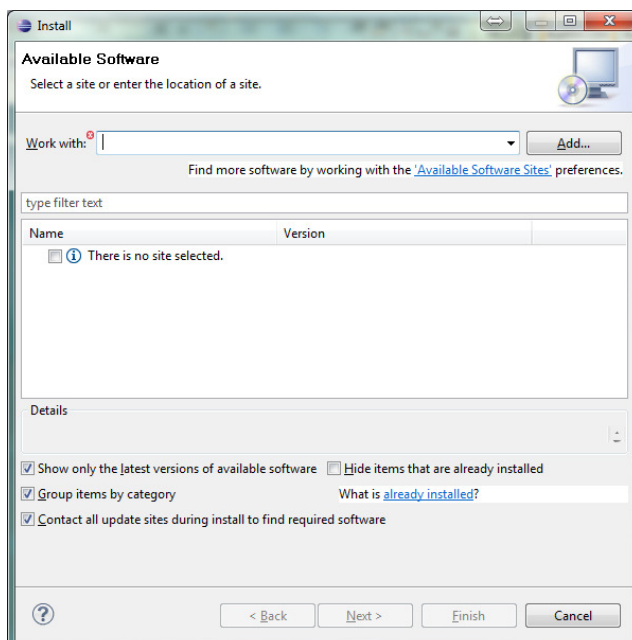 Install
Available Software
Select a site or enter the location of a site.
Work with:
Add...
Find more software by working with the 'Available Software Sites' preferences.
type filter text
Name Version
There is no site selected.
Details
Show only the latest versions of available software Hide items that are already installed
Group items by category What is already installed?
Contact all update sites during install to find required software
< Back Next > Finish Cancel